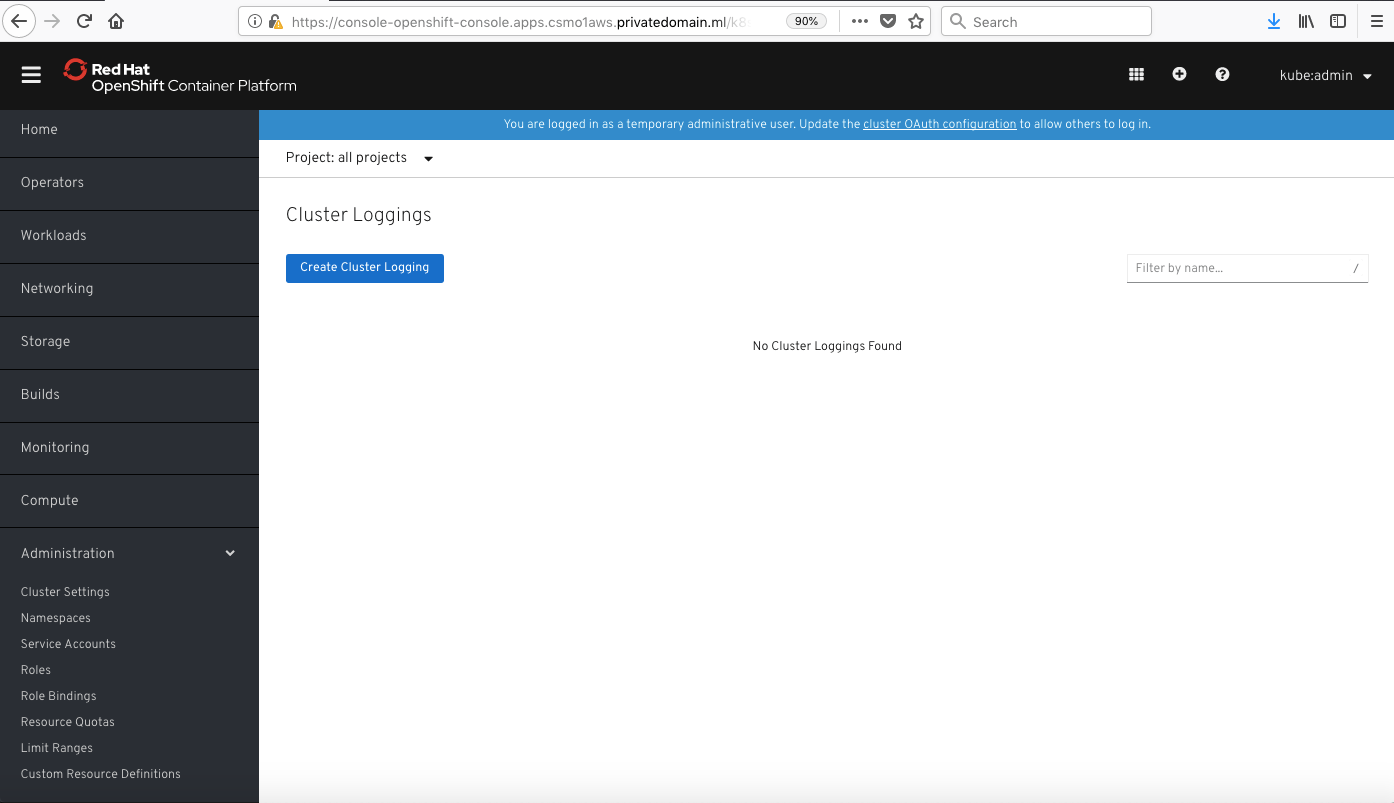 https://console-openshift-console.apps.csmo1aws.privatedomain.ml/k8
90%
Search
Red Hat
OpenShift Container Platform
kube:admin
Home
Operators
Workloads
Networking
Storage
Builds
Monitoring
Compute
Administration
Cluster Settings
Namespaces
Service Accounts
Roles
Role Bindings
Resource Quotas
Limit Ranges
Custom Resource Definitions
You are logged in as a temporary administrative user. Update the cluster OAuth configuration to allow others to log in.
Project: all projects
Cluster Loggings
Create Cluster Logging
Filter by name... /
No Cluster Loggings Found